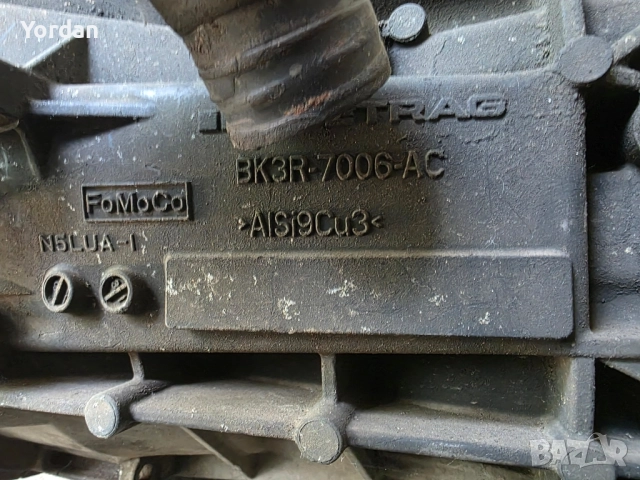 Yordan
BK3R-7006-AC
FoMoCo
>AlSi9Cu3<
N5LUA-1
BAZAR